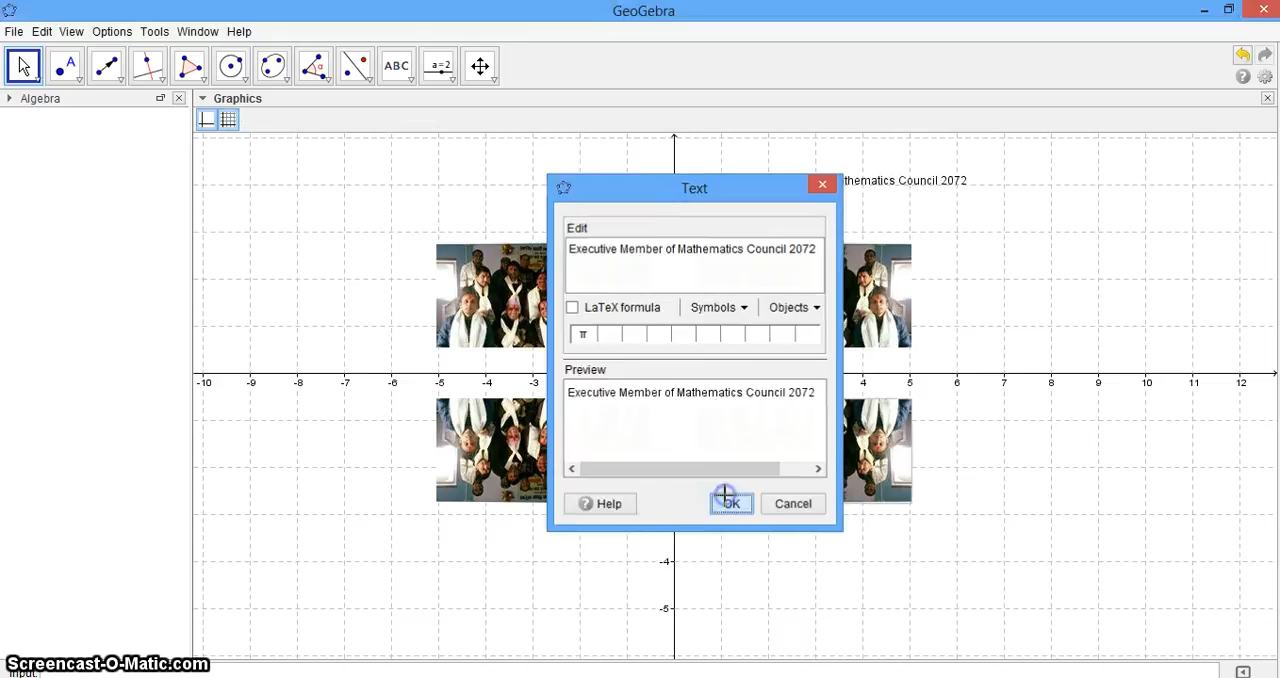 GeoGebra
File Edit View Options Tools Window Help
A α ABC a=2
Algebra
Graphics
thematics Council 2072
Text
Edit
Executive Member of Mathematics Council 2072
LaTeX formula Symbols Objects
π
Preview
Executive Member of Mathematics Council 2072
-10 -9 -8 -7 -6 -5 -4 -3 4 5 6 7 8 9 10 11 12
Help OK Cancel
-4
-5
Screencast-O-Matic.com
Input: